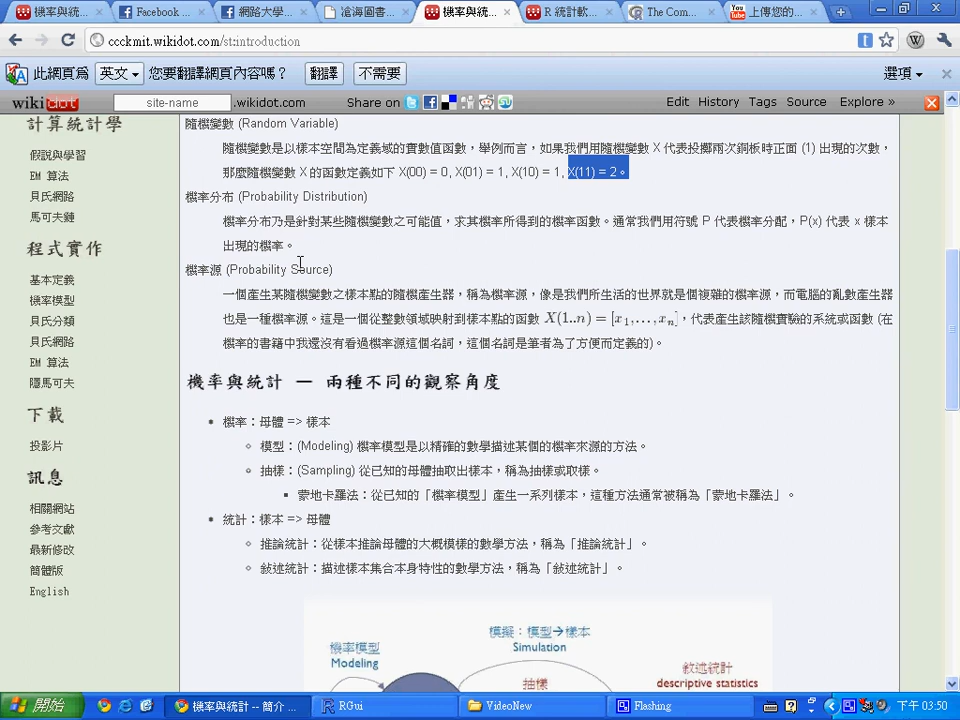 機率與統...
Facebook ...
網路大學...
滄海圖書...
機率與統...
R 統計軟...
The Com...
上傳您的...
ccckmit.wikidot.com/st:introduction
此網頁為 英文 您要翻譯網頁內容嗎？ 翻譯 不需要 選項
wikidot site-name .wikidot.com Share on Edit History Tags Source Explore »
計算統計學
假說與學習
EM 算法
貝氏網路
馬可夫鏈
程式實作
基本定義
機率模型
貝氏分類
貝氏網路
EM 算法
隱馬可夫
下載
投影片
訊息
相關網站
參考文獻
最新修改
簡體版
English
隨機變數 (Random Variable)
隨機變數是以樣本空間為定義域的實數值函數，舉例而言，如果我們用隨機變數 X 代表投擲兩次銅板時正面 (1) 出現的次數，
那麼隨機變數 X 的函數定義如下 X(00) = 0, X(01) = 1, X(10) = 1, X(11) = 2。
機率分布 (Probability Distribution)
機率分布乃是針對某些隨機變數之可能值，求其機率所得到的機率函數。通常我們用符號 P 代表機率分配，P(x) 代表 x 樣本
出現的機率。
機率源 (Probability Source)
一個產生某隨機變數之樣本點的隨機產生器，稱為機率源，像是我們所生活的世界就是個複雜的機率源，而電腦的亂數產生器
也是一種機率源。這是一個從整數領域映射到樣本點的函數 X(1..n) = [x₁,...,xₙ]，代表產生該隨機實驗的系統或函數 (在
機率的書籍中我還沒有看過機率源這個名詞，這個名詞是筆者為了方便而定義的)。
機率與統計 — 兩種不同的觀察角度
機率：母體 => 樣本
模型：(Modeling) 機率模型是以精確的數學描述某個的機率來源的方法。
抽樣：(Sampling) 從已知的母體抽取出樣本，稱為抽樣或取樣。
蒙地卡羅法：從已知的「機率模型」產生一系列樣本，這種方法通常被稱為「蒙地卡羅法」。
統計：樣本 => 母體
推論統計：從樣本推論母體的大概模樣的數學方法，稱為「推論統計」。
敘述統計：描述樣本集合本身特性的數學方法，稱為「敘述統計」。
模擬：模型→樣本
Simulation
機率模型
Modeling
抽樣
敘述統計
descriptive statistics
開始 機率與統計 -- 簡介 ... RGui VideoNew Flashing 下午 03:50